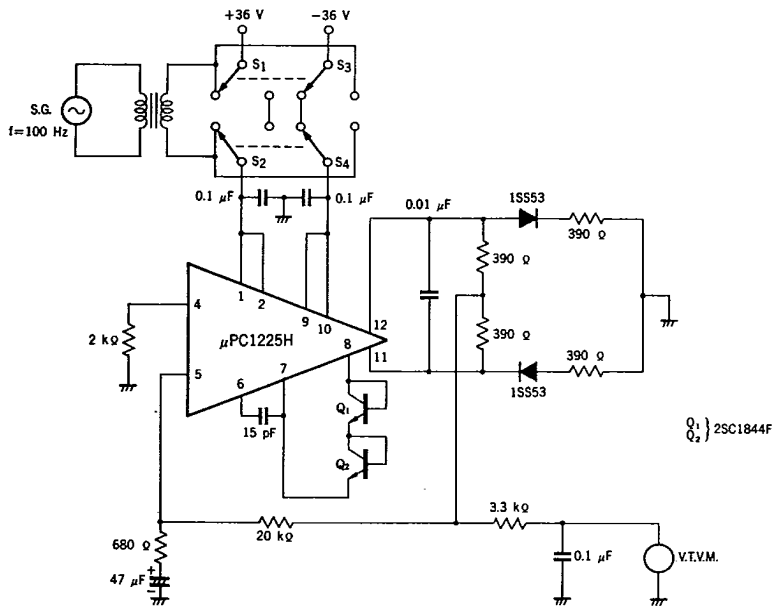 +36 V
−36 V
S1
S3
S.G.
f=100 Hz
S2
S4
0.1 μF
0.1 μF
0.01 μF
1SS53
390 Ω
390 Ω
390 Ω
1SS53
390 Ω
1
2
9
10
4
2 kΩ
μPC1225H
12
11
8
7
5
6
15 pF
Q1
Q2
Q1
Q2 } 2SC1844F
680 Ω
47 μF
+
−
20 kΩ
3.3 kΩ
0.1 μF
V.T.V.M.